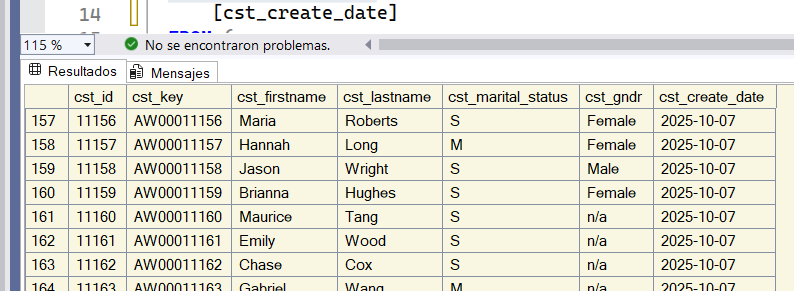 14 [cst_create_date]
115 % No se encontraron problemas.
Resultados Mensajes
cst_id cst_key cst_firstname cst_lastname cst_marital_status cst_gndr cst_create_date
157 11156 AW00011156 Maria Roberts S Female 2025-10-07
158 11157 AW00011157 Hannah Long M Female 2025-10-07
159 11158 AW00011158 Jason Wright S Male 2025-10-07
160 11159 AW00011159 Brianna Hughes S Female 2025-10-07
161 11160 AW00011160 Maurice Tang S n/a 2025-10-07
162 11161 AW00011161 Emily Wood S n/a 2025-10-07
163 11162 AW00011162 Chase Cox S n/a 2025-10-07
164 11163 AW00011163 Gabriel Wang M n/a 2025-10-07